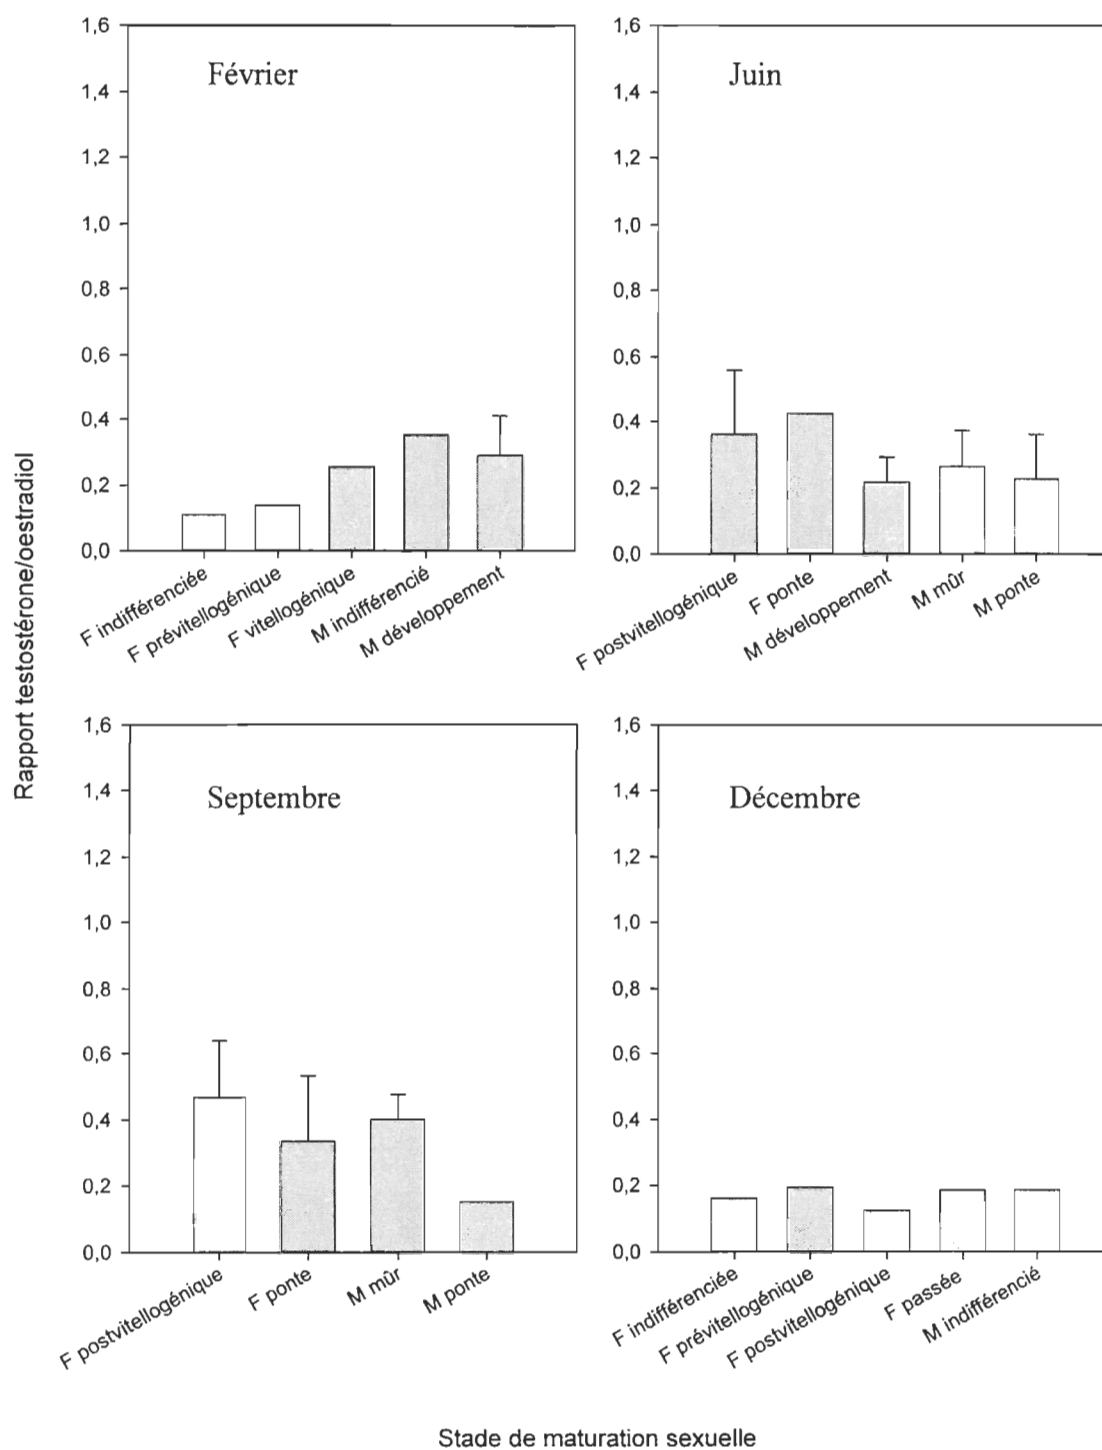 Rapport testostérone/oestradiol
Février
1,6
1,4
1,2
1,0
0,8
0,6
0,4
0,2
0,0
F indifférenciée
F prévitellogénique
F vitellogénique
M indifférencié
M développement
Juin
1,6
1,4
1,2
1,0
0,8
0,6
0,4
0,2
0,0
F postvitellogénique
F ponte
M développement
M mûr
M ponte
Septembre
1,6
1,4
1,2
1,0
0,8
0,6
0,4
0,2
0,0
F postvitellogénique
F ponte
M mûr
M ponte
Décembre
1,6
1,4
1,2
1,0
0,8
0,6
0,4
0,2
0,0
F indifférenciée
F prévitellogénique
F postvitellogénique
F passée
M indifférencié
Stade de maturation sexuelle